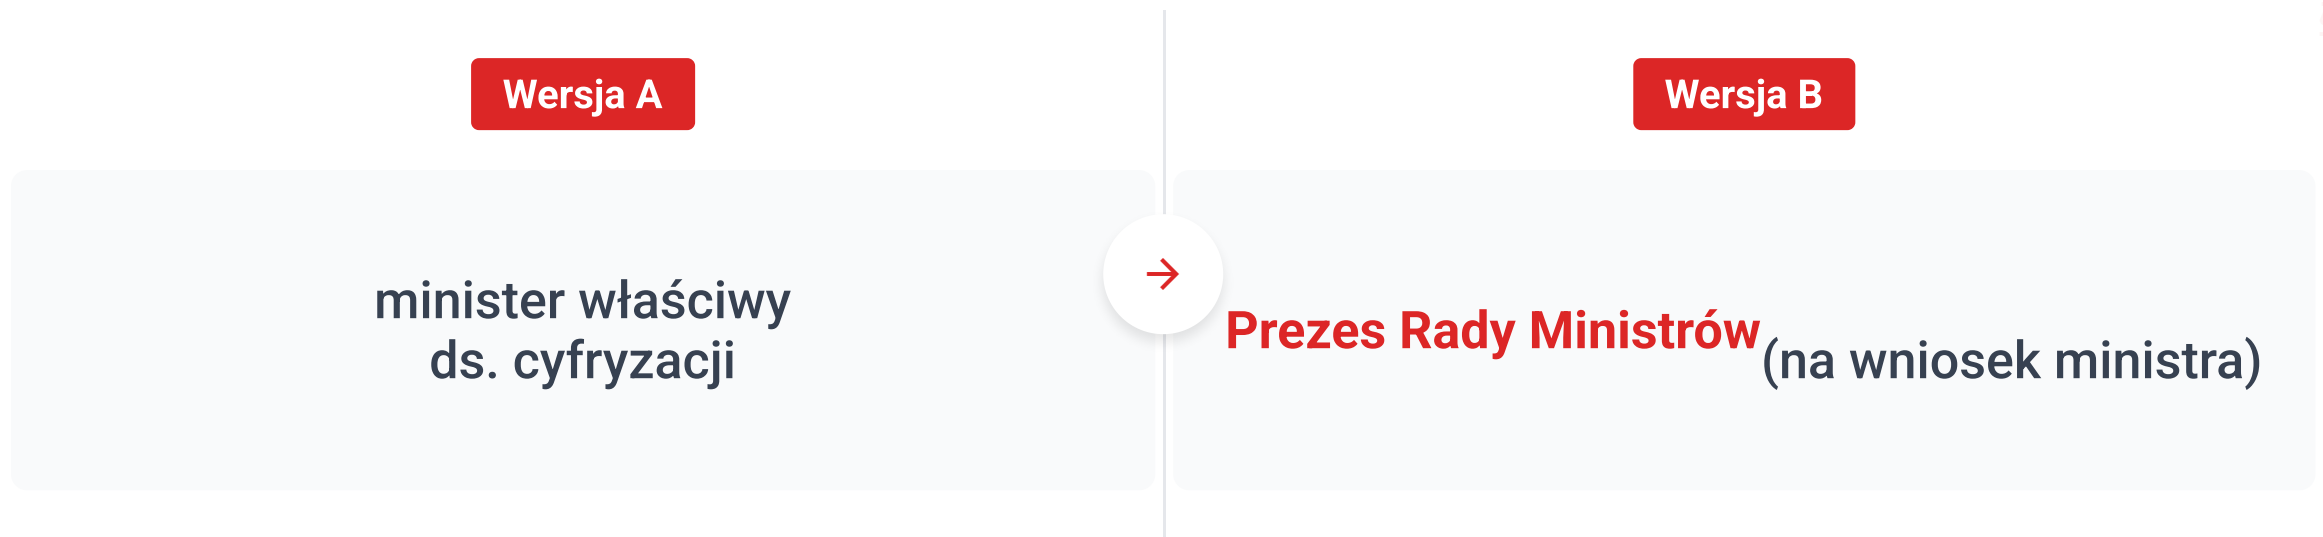 Wersja A
minister właściwy
ds. cyfryzacji
Wersja B
Prezes Rady Ministrów
(na wniosek ministra)